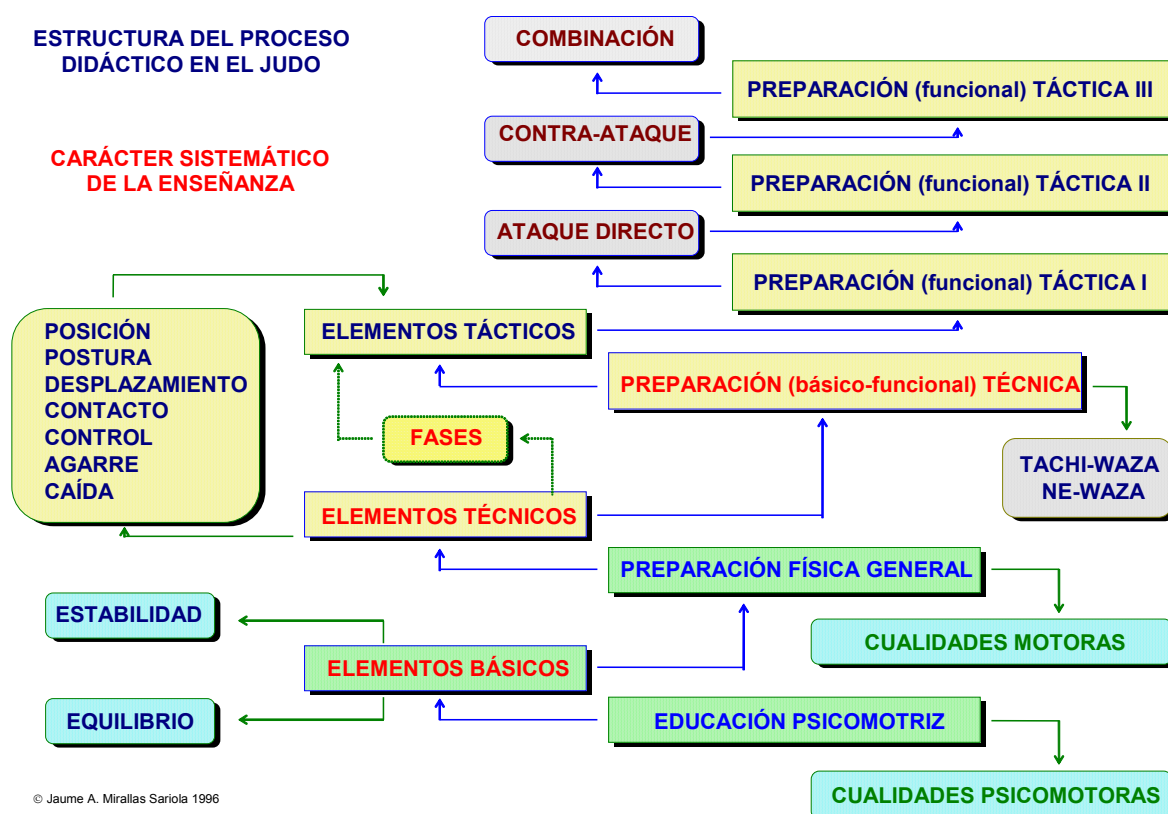 ESTRUCTURA DEL PROCESO
DIDÁCTICO EN EL JUDO
CARÁCTER SISTEMÁTICO
DE LA ENSEÑANZA
COMBINACIÓN
PREPARACIÓN (funcional) TÁCTICA III
CONTRA-ATAQUE
PREPARACIÓN (funcional) TÁCTICA II
ATAQUE DIRECTO
PREPARACIÓN (funcional) TÁCTICA I
POSICIÓN
POSTURA
DESPLAZAMIENTO
CONTACTO
CONTROL
AGARRE
CAÍDA
ELEMENTOS TÁCTICOS
PREPARACIÓN (básico-funcional) TÉCNICA
FASES
TACHI-WAZA
NE-WAZA
ELEMENTOS TÉCNICOS
PREPARACIÓN FÍSICA GENERAL
ESTABILIDAD
CUALIDADES MOTORAS
ELEMENTOS BÁSICOS
EQUILIBRIO
EDUCACIÓN PSICOMOTRIZ
CUALIDADES PSICOMOTORAS
© Jaume A. Mirallas Sariola 1996